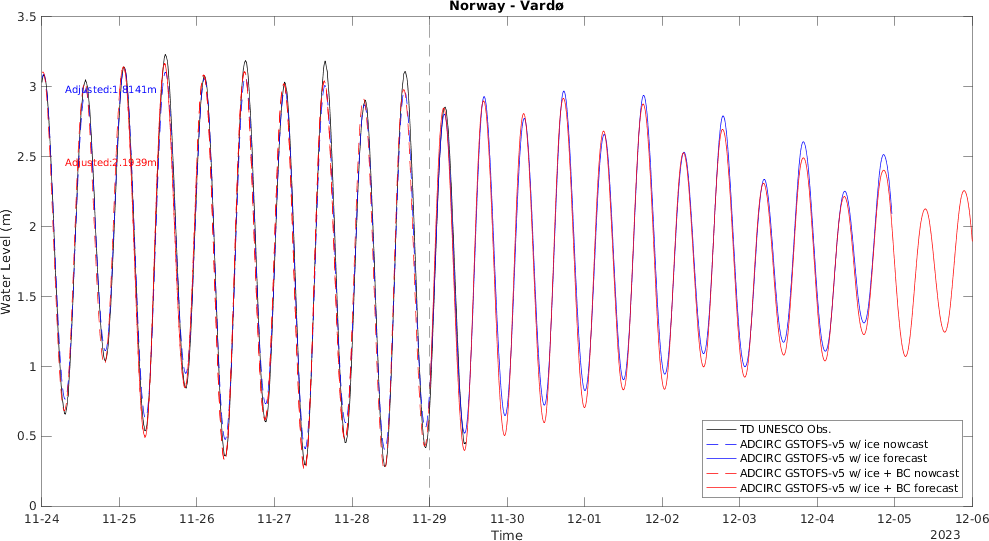 Norway - Vardø
3.5
3
2.5
2
1.5
1
0.5
0
Water Level (m)
Adjusted:1.8141m
Adjusted:2.1939m
TD UNESCO Obs.
ADCIRC GSTOFS-v5 w/ ice nowcast
ADCIRC GSTOFS-v5 w/ ice forecast
ADCIRC GSTOFS-v5 w/ ice + BC nowcast
ADCIRC GSTOFS-v5 w/ ice + BC forecast
11-24 11-25 11-26 11-27 11-28 11-29 11-30 12-01 12-02 12-03 12-04 12-05 12-06
Time
2023